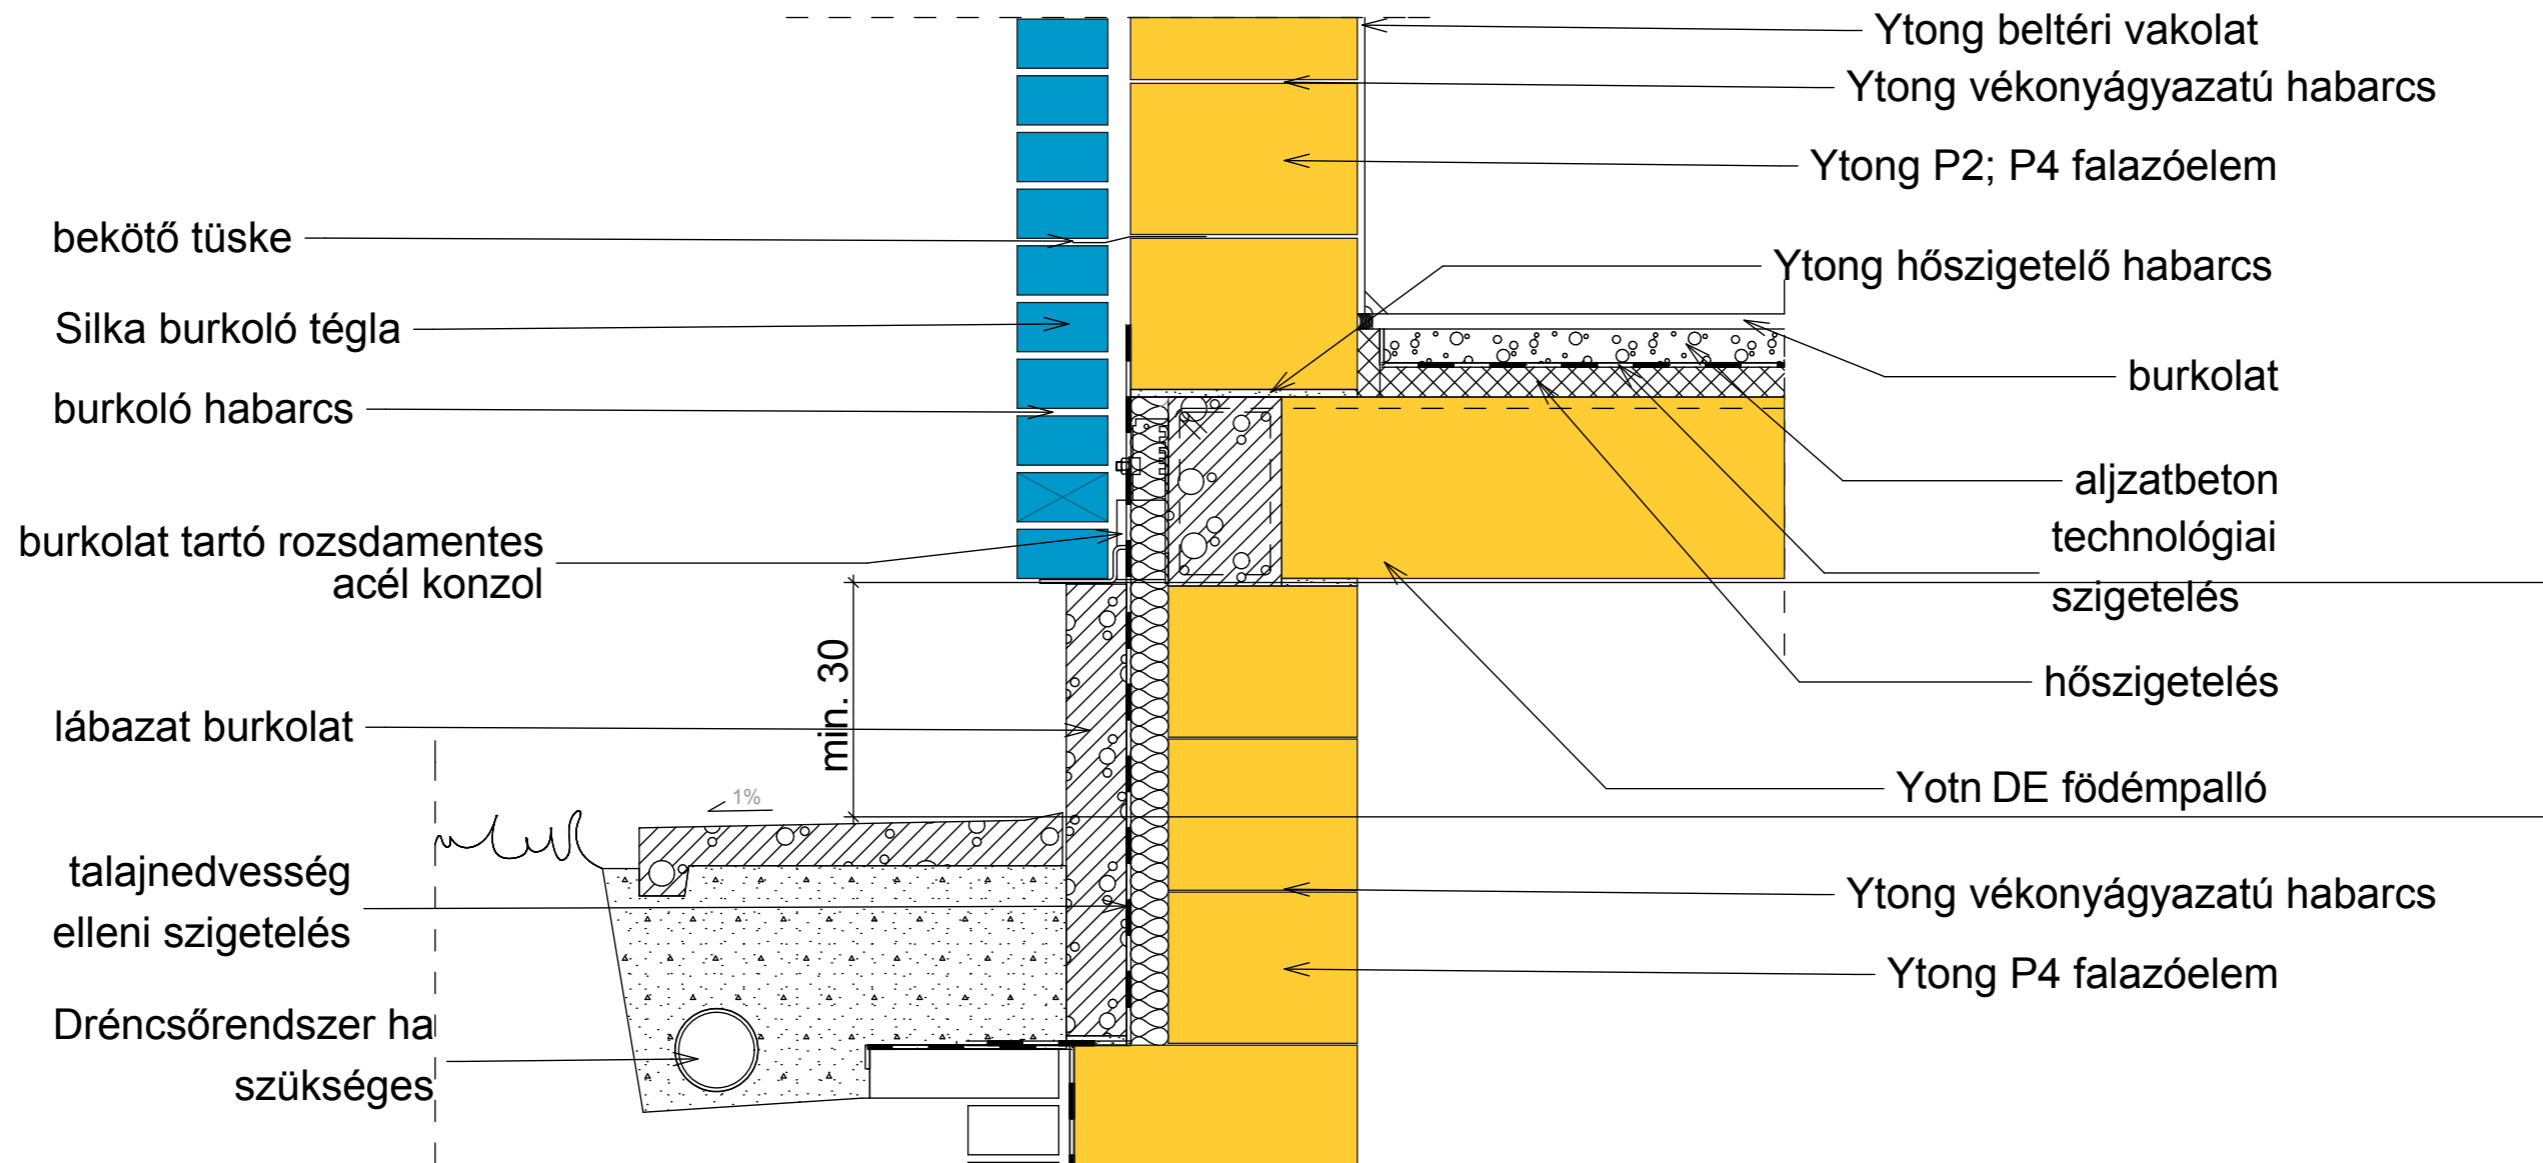 Ytong beltéri vakolat
Ytong vékonyágyazatú habarcs
Ytong P2; P4 falazóelem
bekötő tüske
Ytong hőszigetelő habarcs
Silka burkoló tégla
burkolat
burkoló habarcs
aljzatbeton
burkolat tartó rozsdamentes
acél konzol
technológiai
szigetelés
min. 30
hőszigetelés
lábazat burkolat
Yotn DE födémpalló
1%
talajnedvesség
elleni szigetelés
Ytong vékonyágyazatú habarcs
Ytong P4 falazóelem
Dréncsőrendszer ha
szükséges